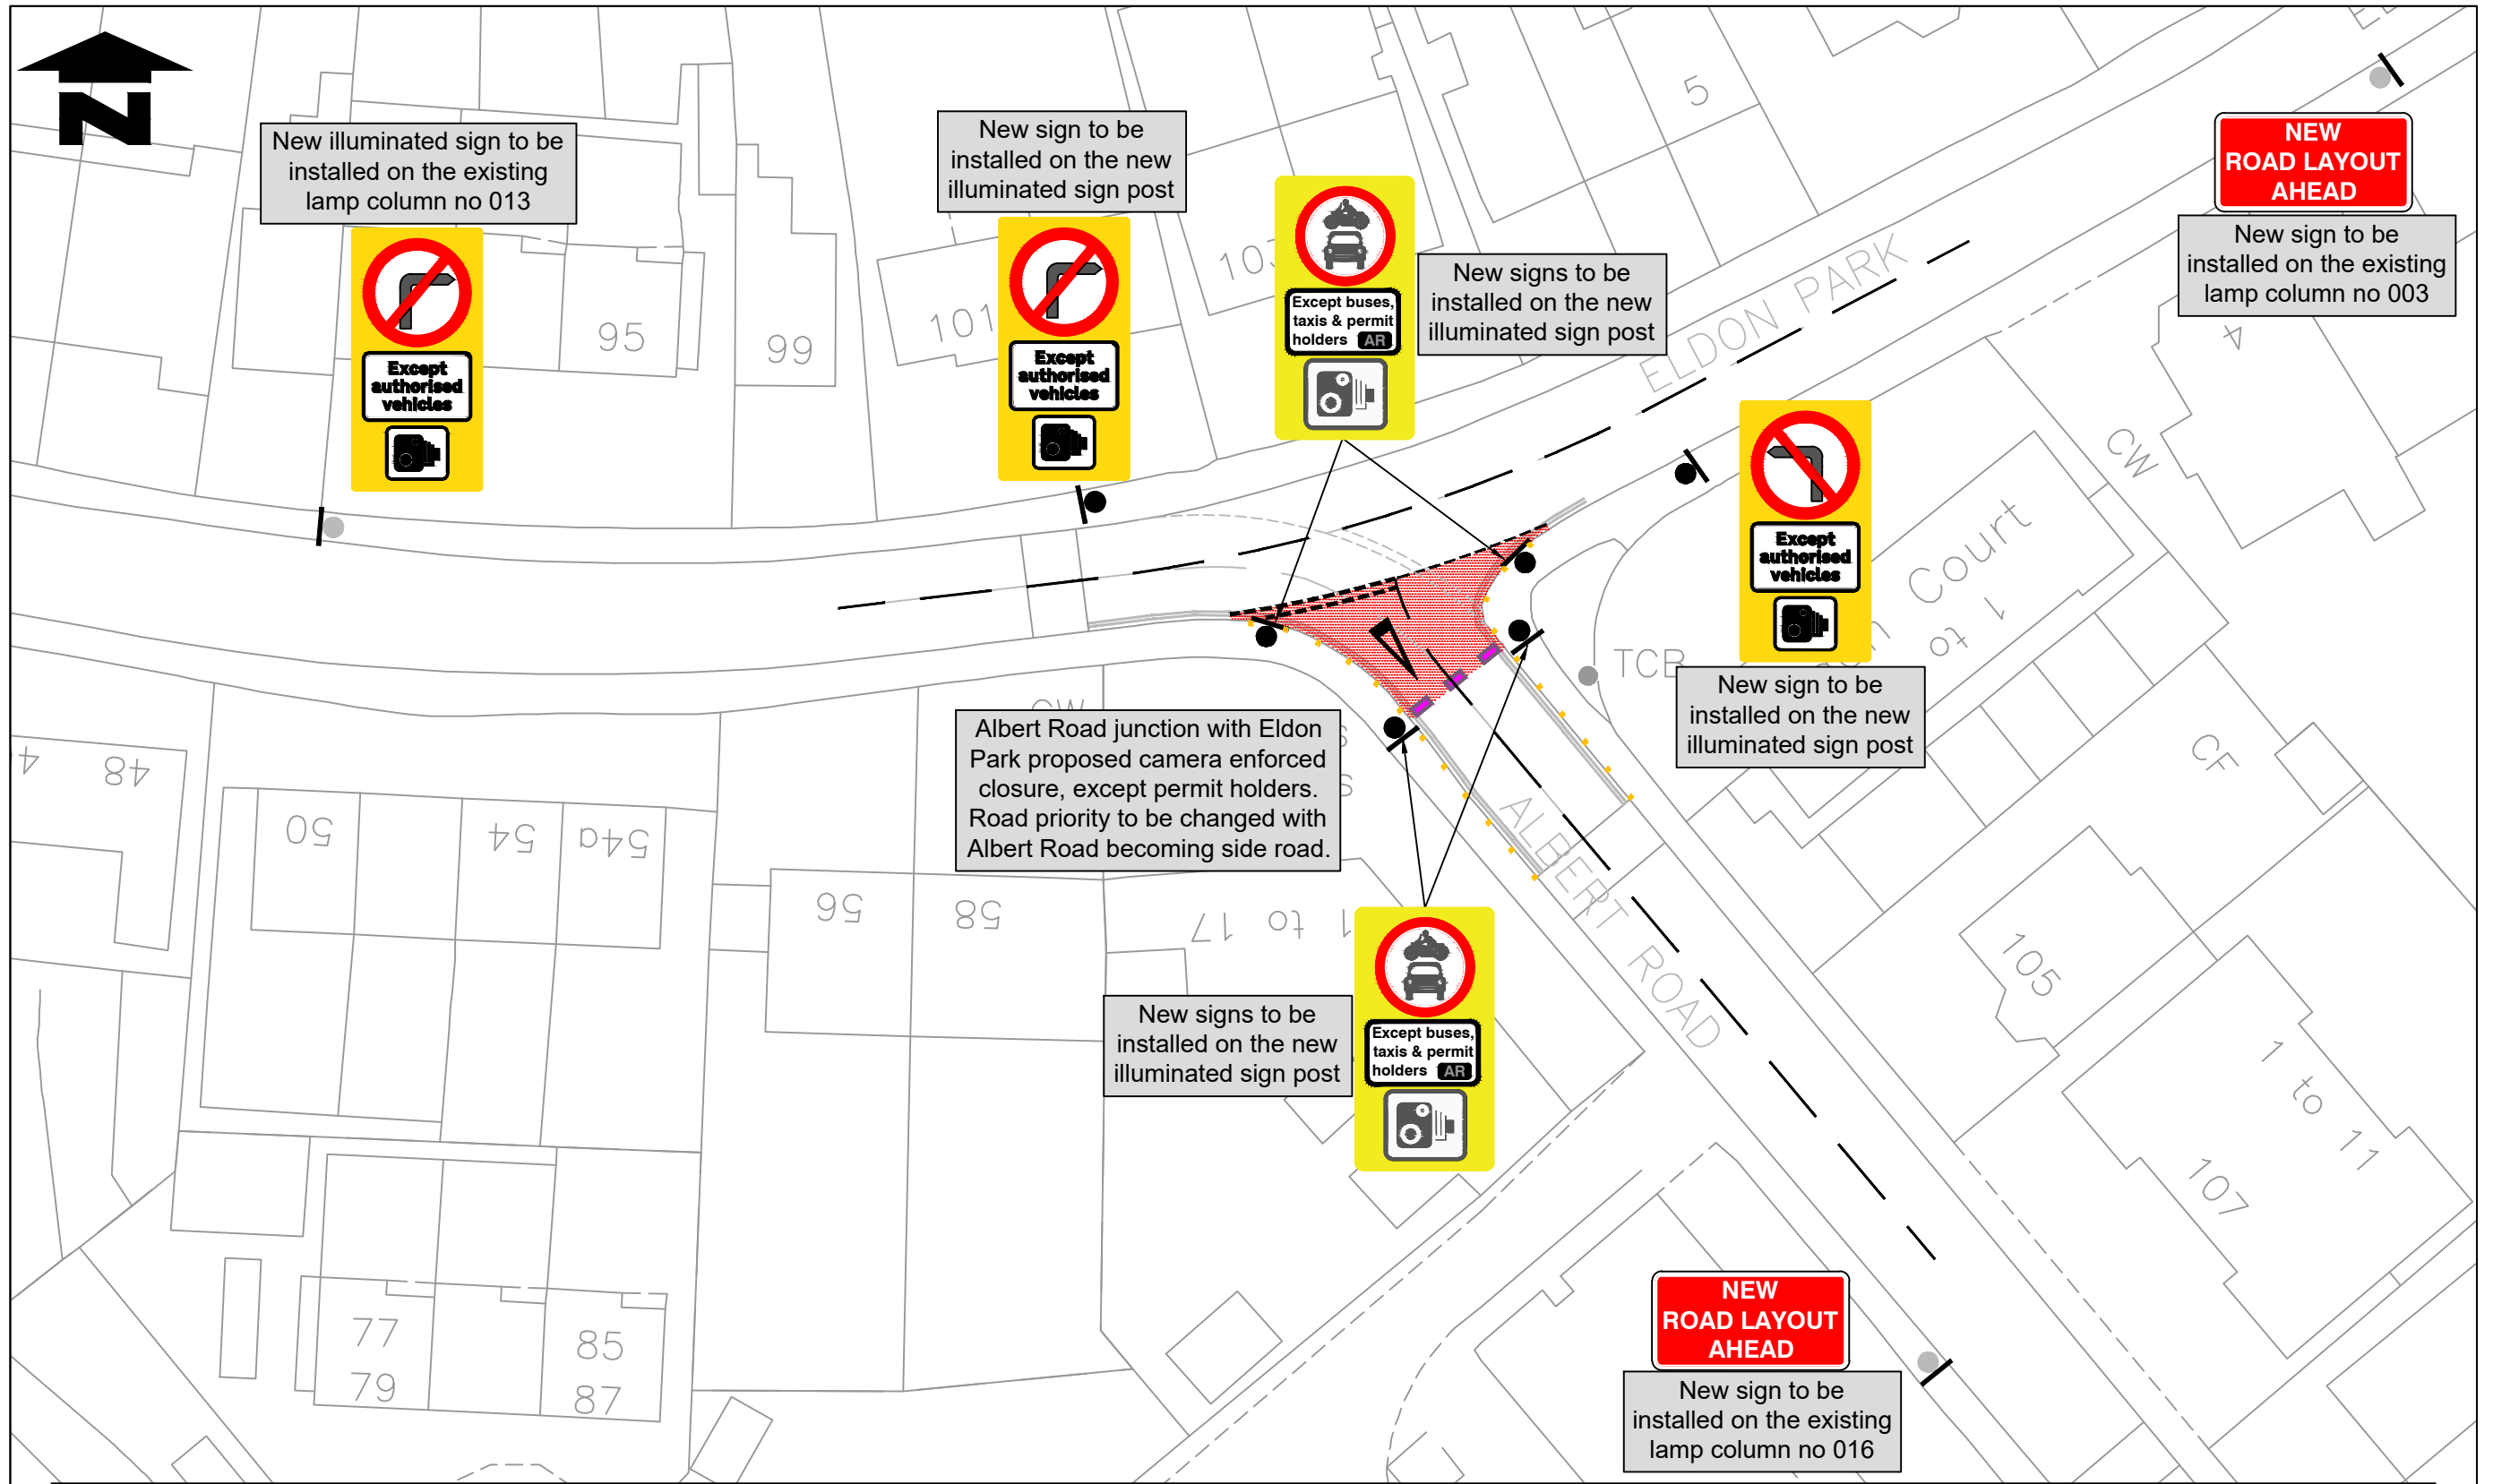 N
New illuminated sign to be
installed on the existing
lamp column no 013
Except
authorised
vehicles
New sign to be
installed on the new
illuminated sign post
Except
authorised
vehicles
Except buses,
taxis & permit
holders AR
New signs to be
installed on the new
illuminated sign post
NEW
ROAD LAYOUT
AHEAD
New sign to be
installed on the existing
lamp column no 003
Except
authorised
vehicles
New sign to be
installed on the new
illuminated sign post
95
99
101
5
4
ELDON PARK
CW
Court
1 to
TCB
CF
CW
Albert Road junction with Eldon
Park proposed camera enforced
closure, except permit holders.
Road priority to be changed with
Albert Road becoming side road.
48
50
54
54a
56
58
1 to 17
ALBERT ROAD
105
107
1 to 11
New signs to be
installed on the new
illuminated sign post
Except buses,
taxis & permit
holders AR
77
79
85
87
NEW
ROAD LAYOUT
AHEAD
New sign to be
installed on the existing
lamp column no 016